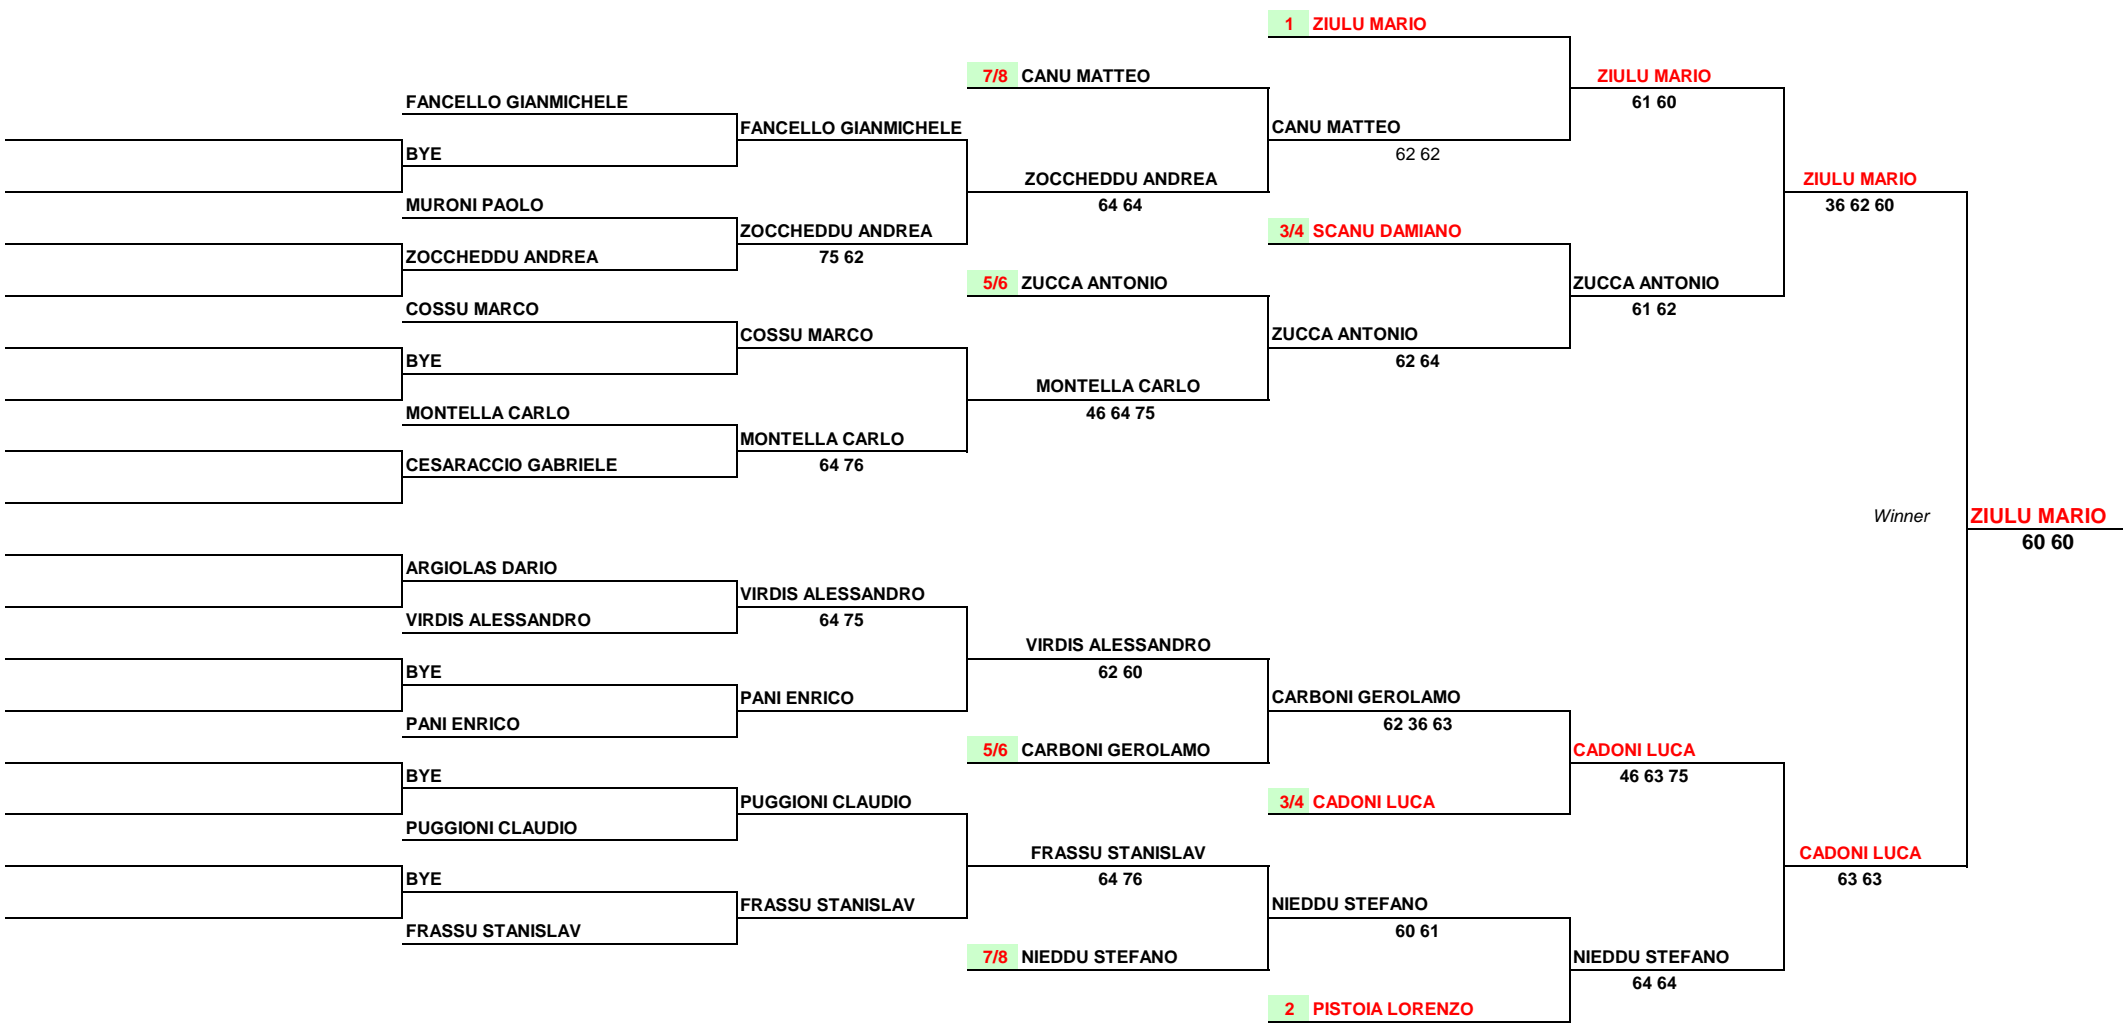 1 ZIULU MARIO
7/8 CANU MATTEO ZIULU MARIO
FANCELLO GIANMICHELE 61 60
FANCELLO GIANMICHELE CANU MATTEO
BYE 62 62
ZOCCHEDDU ANDREA ZIULU MARIO
MURONI PAOLO 64 64 36 62 60
ZOCCHEDDU ANDREA 3/4 SCANU DAMIANO
ZOCCHEDDU ANDREA 75 62
5/6 ZUCCA ANTONIO ZUCCA ANTONIO
COSSU MARCO 61 62
COSSU MARCO ZUCCA ANTONIO
BYE 62 64
MONTELLA CARLO
MONTELLA CARLO 46 64 75
MONTELLA CARLO
CESARACCIO GABRIELE 64 76
Winner ZIULU MARIO
60 60
ARGIOLAS DARIO
VIRDIS ALESSANDRO
VIRDIS ALESSANDRO 64 75
VIRDIS ALESSANDRO
BYE 62 60
PANI ENRICO CARBONI GEROLAMO
PANI ENRICO 62 36 63
5/6 CARBONI GEROLAMO CADONI LUCA
BYE 46 63 75
PUGGIONI CLAUDIO 3/4 CADONI LUCA
PUGGIONI CLAUDIO
FRASSU STANISLAV CADONI LUCA
BYE 64 76 63 63
FRASSU STANISLAV NIEDDU STEFANO
FRASSU STANISLAV 60 61
7/8 NIEDDU STEFANO NIEDDU STEFANO
64 64
2 PISTOIA LORENZO